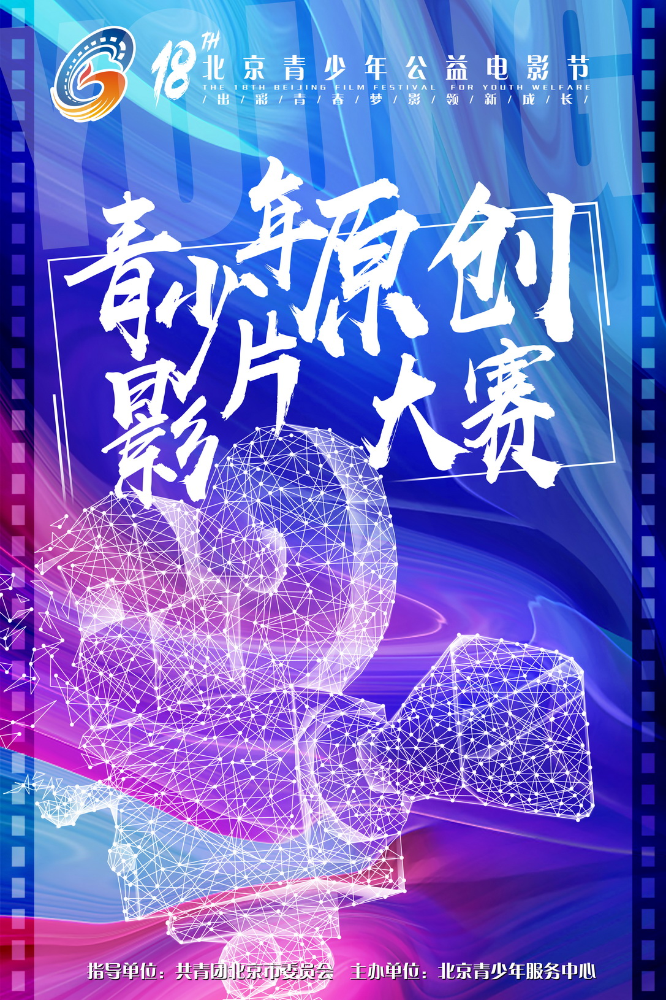 YOUNG
18TH
北京青少年公益电影节
THE 18TH BEIJING FILM FESTIVAL FOR YOUTH WELFARE
/出/彩/青/春/梦/影/领/新/成/长/
青少年原创
影片大赛
指导单位：共青团北京市委员会 主办单位：北京青少年服务中心